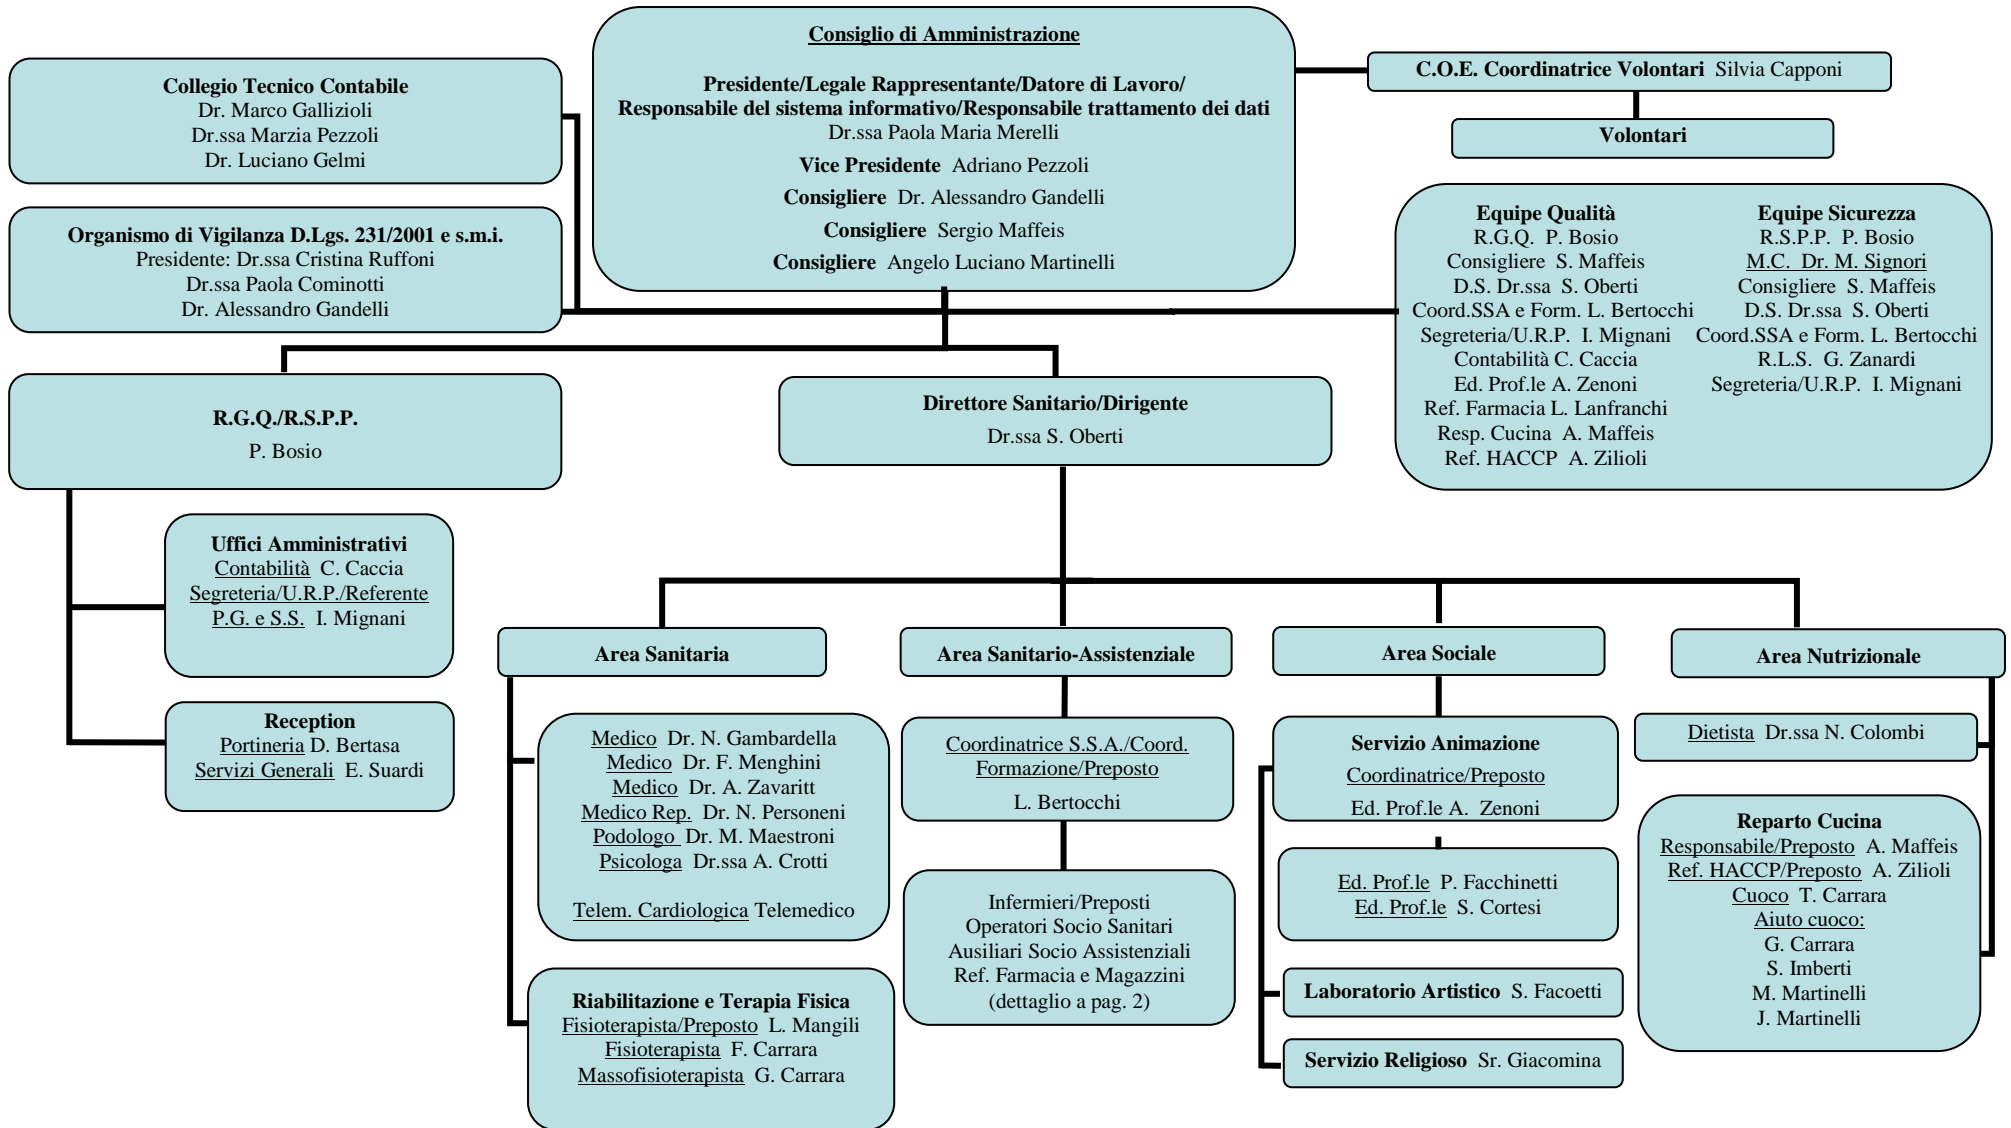 Consiglio di Amministrazione
Presidente/Legale Rappresentante/Datore di Lavoro/
Responsabile del sistema informativo/Responsabile trattamento dei dati
Dr.ssa Paola Maria Merelli
Vice Presidente Adriano Pezzoli
Consigliere Dr. Alessandro Gandelli
Consigliere Sergio Maffeis
Consigliere Angelo Luciano Martinelli
Collegio Tecnico Contabile
Dr. Marco Gallizioli
Dr.ssa Marzia Pezzoli
Dr. Luciano Gelmi
Organismo di Vigilanza D.Lgs. 231/2001 e s.m.i.
Presidente: Dr.ssa Cristina Ruffoni
Dr.ssa Paola Cominotti
Dr. Alessandro Gandelli
C.O.E. Coordinatrice Volontari Silvia Capponi
Volontari
Equipe Qualità
R.G.Q. P. Bosio
Consigliere S. Maffeis
D.S. Dr.ssa S. Oberti
Coord.SSA e Form. L. Bertocchi
Segreteria/U.R.P. I. Mignani
Contabilità C. Caccia
Ed. Prof.le A. Zenoni
Ref. Farmacia L. Lanfranchi
Resp. Cucina A. Maffeis
Ref. HACCP A. Zilioli
Equipe Sicurezza
R.S.P.P. P. Bosio
M.C. Dr. M. Signori
Consigliere S. Maffeis
D.S. Dr.ssa S. Oberti
Coord.SSA e Form. L. Bertocchi
R.L.S. G. Zanardi
Segreteria/U.R.P. I. Mignani
R.G.Q./R.S.P.P.
P. Bosio
Direttore Sanitario/Dirigente
Dr.ssa S. Oberti
Uffici Amministrativi
Contabilità C. Caccia
Segreteria/U.R.P./Referente
P.G. e S.S. I. Mignani
Reception
Portineria D. Bertasa
Servizi Generali E. Suardi
Area Sanitaria
Medico Dr. N. Gambardella
Medico Dr. F. Menghini
Medico Dr. A. Zavaritt
Medico Rep. Dr. N. Personeni
Podologo Dr. M. Maestroni
Psicologa Dr.ssa A. Crotti
Telem. Cardiologica Telemedico
Riabilitazione e Terapia Fisica
Fisioterapista/Preposto L. Mangili
Fisioterapista F. Carrara
Massofisioterapista G. Carrara
Area Sanitario-Assistenziale
Coordinatrice S.S.A./Coord.
Formazione/Preposto
L. Bertocchi
Infermieri/Preposti
Operatori Socio Sanitari
Ausiliari Socio Assistenziali
Ref. Farmacia e Magazzini
(dettaglio a pag. 2)
Area Sociale
Servizio Animazione
Coordinatrice/Preposto
Ed. Prof.le A. Zenoni
Ed. Prof.le P. Facchinetti
Ed. Prof.le S. Cortesi
Laboratorio Artistico S. Facoetti
Servizio Religioso Sr. Giacomina
Area Nutrizionale
Dietista Dr.ssa N. Colombi
Reparto Cucina
Responsabile/Preposto A. Maffeis
Ref. HACCP/Preposto A. Zilioli
Cuoco T. Carrara
Aiuto cuoco:
G. Carrara
S. Imberti
M. Martinelli
J. Martinelli